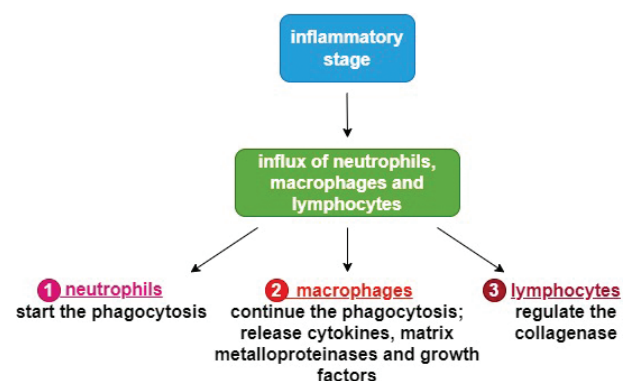 inflammatory
stage
influx of neutrophils,
macrophages and
lymphocytes
1 neutrophils
start the phagocytosis
2 macrophages
continue the phagocytosis;
release cytokines, matrix
metalloproteinases and growth
factors
3 lymphocytes
regulate the
collagenase